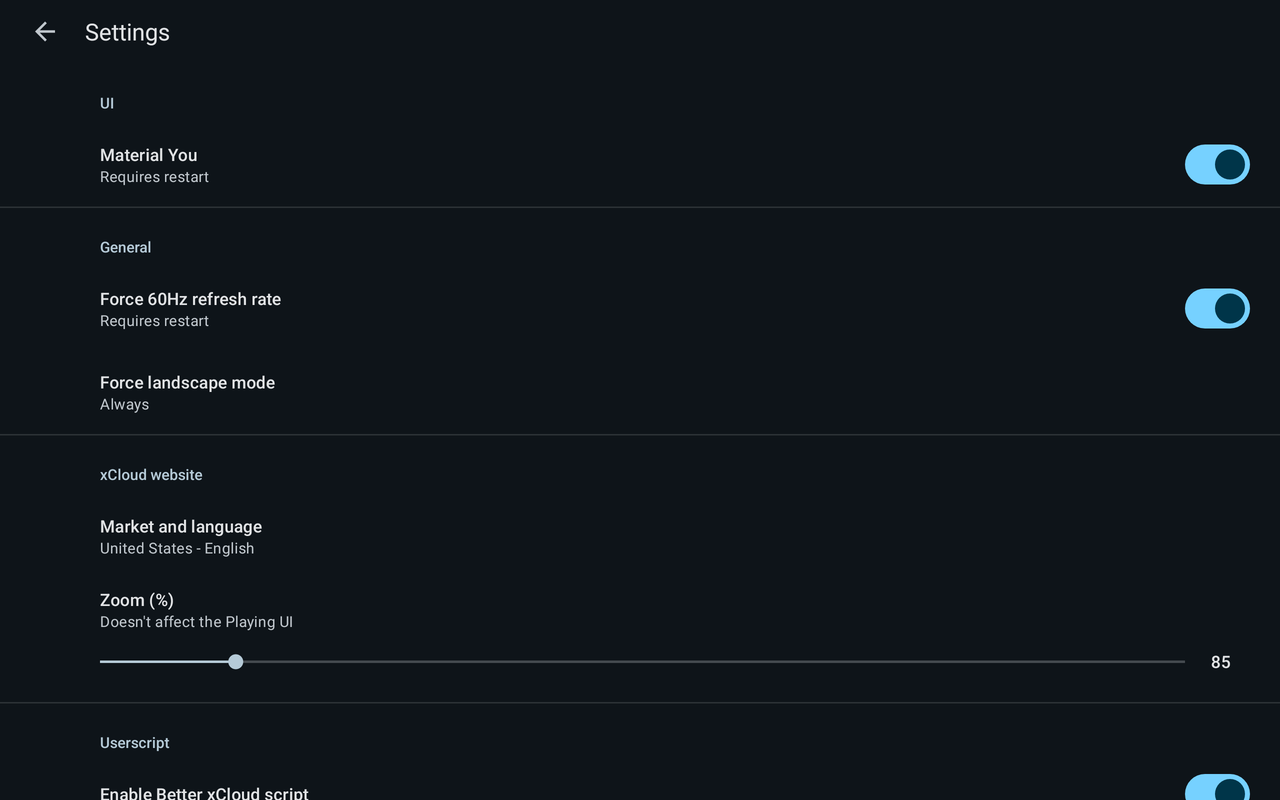 Settings
UI
Material You
Requires restart
General
Force 60Hz refresh rate
Requires restart
Force landscape mode
Always
xCloud website
Market and language
United States - English
Zoom (%)
Doesn't affect the Playing UI
85
Userscript
Enable Better xCloud script